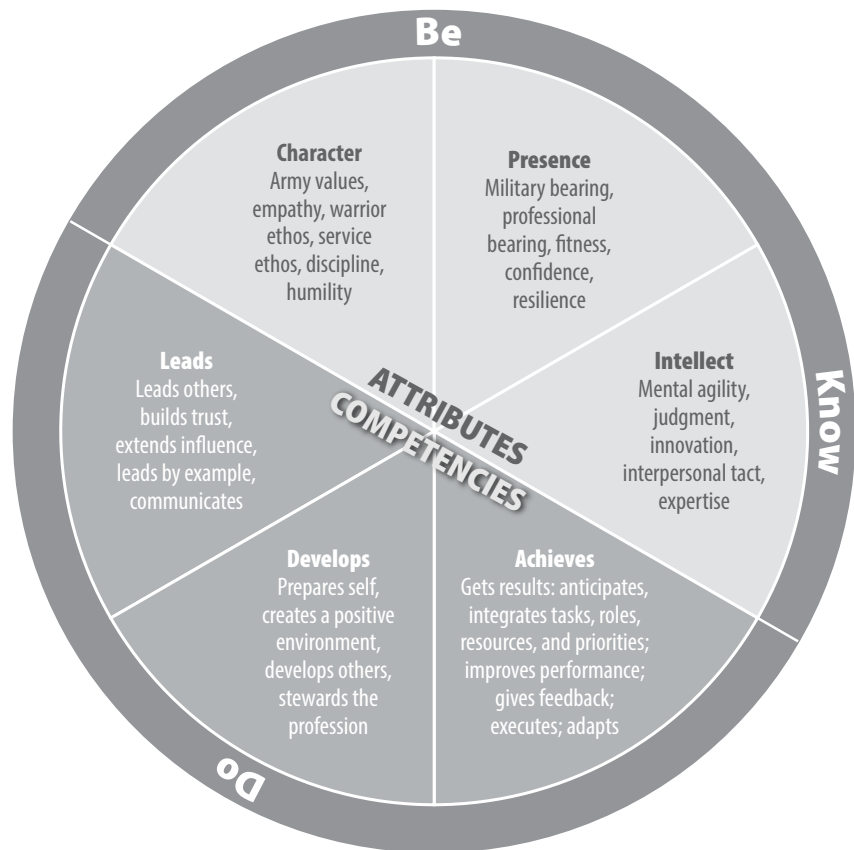 Be
Character
Army values,
empathy, warrior
ethos, service
ethos, discipline,
humility
Presence
Military bearing,
professional
bearing, fitness,
confidence,
resilience
Leads
Leads others,
builds trust,
extends influence,
leads by example,
communicates
Intellect
Mental agility,
judgment,
innovation,
interpersonal tact,
expertise
Know
ATTRIBUTES
COMPETENCIES
Develops
Prepares self,
creates a positive
environment,
develops others,
stewards the
profession
Achieves
Gets results: anticipates,
integrates tasks, roles,
resources, and priorities;
improves performance;
gives feedback;
executes; adapts
Do